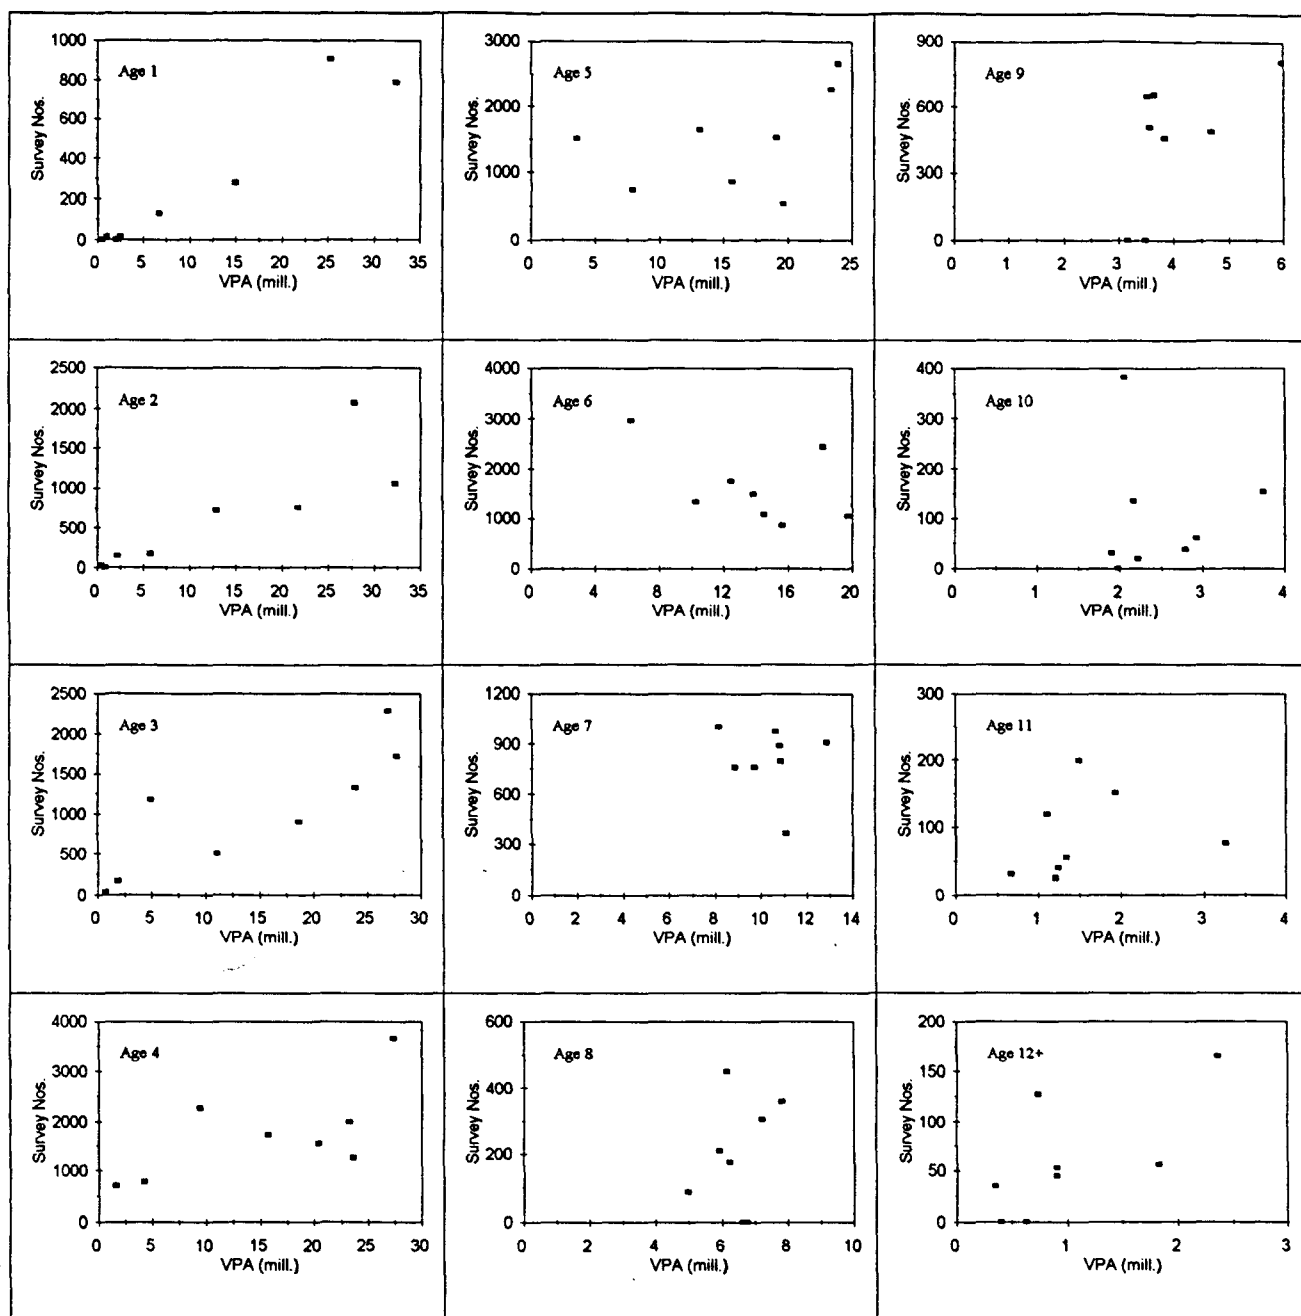 1000
Age 1
800
600
400
200
0
Survey Nos.
0 5 10 15 20 25 30 35
VPA (mill.)
3000
Age 5
2000
1000
0
Survey Nos.
0 5 10 15 20 25
VPA (mill.)
900
Age 9
600
300
0
Survey Nos.
0 1 2 3 4 5 6
VPA (mill.)
2500
Age 2
2000
1500
1000
500
0
Survey Nos.
0 5 10 15 20 25 30 35
VPA (mill.)
4000
Age 6
3000
2000
1000
0
Survey Nos.
0 4 8 12 16 20
VPA (mill.)
400
Age 10
300
200
100
0
Survey Nos.
0 1 2 3 4
VPA (mill.)
2500
Age 3
2000
1500
1000
500
0
Survey Nos.
0 5 10 15 20 25 30
VPA (mill.)
1200
Age 7
900
600
300
0
Survey Nos.
0 2 4 6 8 10 12 14
VPA (mill.)
300
Age 11
200
100
0
Survey Nos.
0 1 2 3 4
VPA (mill.)
4000
Age 4
3000
2000
1000
0
Survey Nos.
0 5 10 15 20 25 30
VPA (mill.)
600
Age 8
400
200
0
Survey Nos.
0 2 4 6 8 10
VPA (mill.)
200
Age 12+
150
100
50
0
Survey Nos.
0 1 2 3
VPA (mill.)